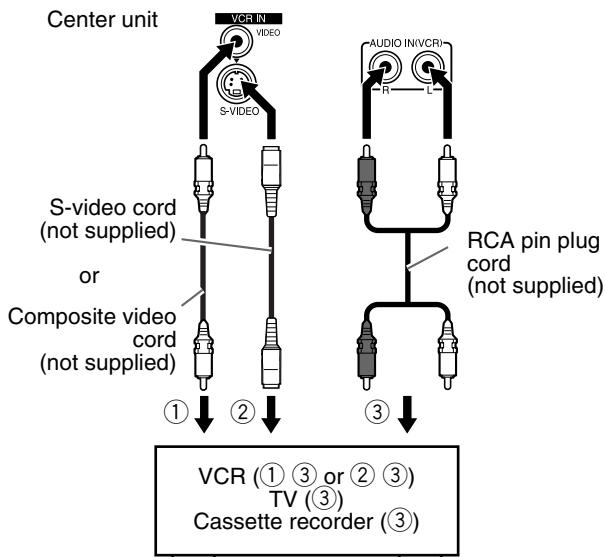 Center unit
VCR IN
VIDEO
S-VIDEO
AUDIO IN(VCR)
R
L
S-video cord
(not supplied)
or
Composite video
cord
(not supplied)
RCA pin plug
cord
(not supplied)
① ② ③
VCR (① ③ or ② ③)
TV (③)
Cassette recorder (③)